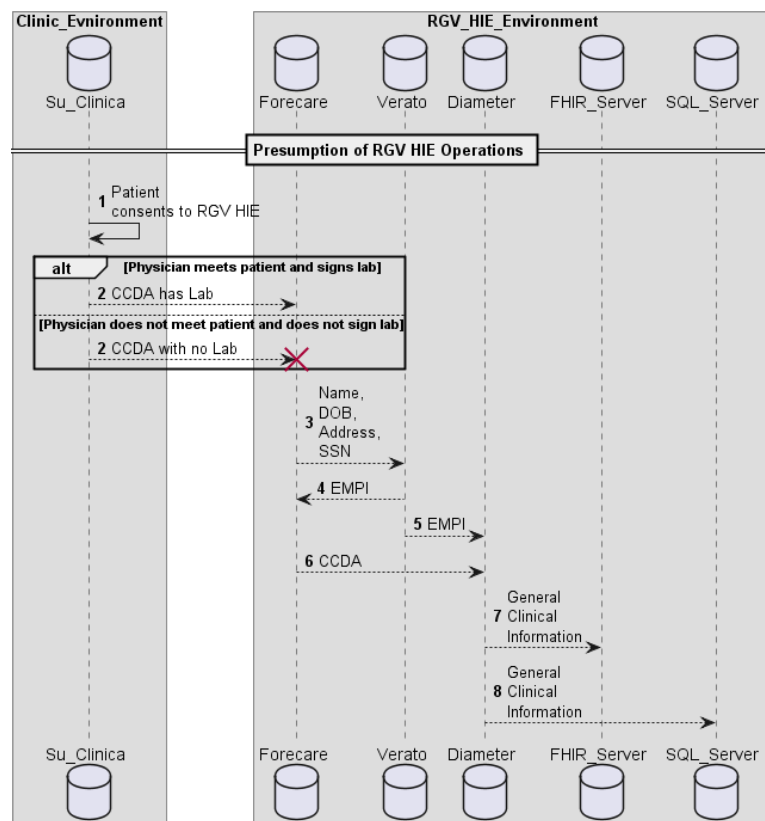 Clinic_Evnironment
RGV_HIE_Environment
Su_Clinica
Forecare
Verato
Diameter
FHIR_Server
SQL_Server
Presumption of RGV HIE Operations
1 Patient
consents to RGV HIE
alt [Physician meets patient and signs lab]
2 CCDA has Lab
[Physician does not meet patient and does not sign lab]
2 CCDA with no Lab
Name,
DOB,
3 Address,
SSN
4 EMPI
5 EMPI
6 CCDA
General
7 Clinical
Information
General
8 Clinical
Information
Su_Clinica
Forecare
Verato
Diameter
FHIR_Server
SQL_Server